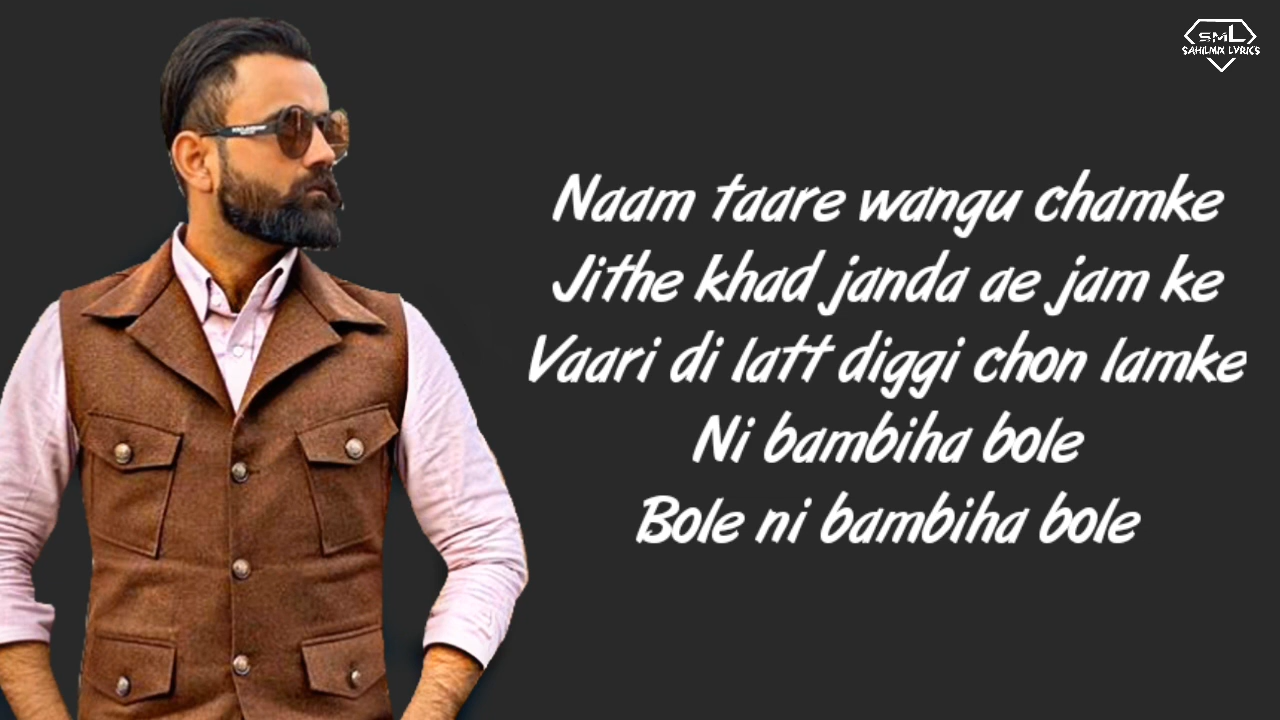 SML
SAHILMIX LYRICS
Naam taare wangu chamke
Jithe khad janda ae jam ke
Vaari di latt diggi chon lamke
Ni bambiha bole
Bole ni bambiha bole